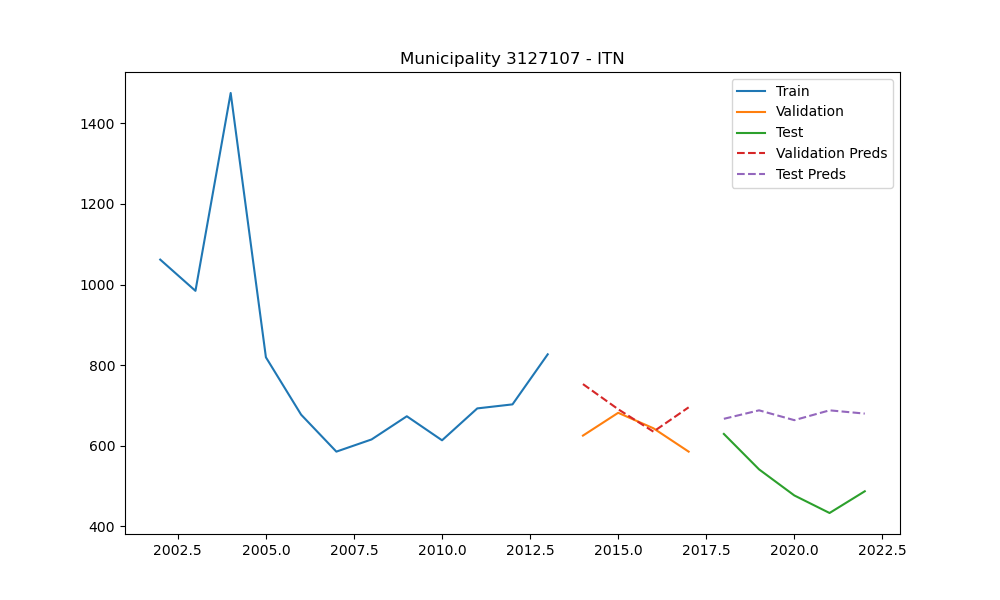 Municipality 3127107 - ITN
Train
Validation
Test
Validation Preds
Test Preds
1400
1200
1000
800
600
400
2002.5 2005.0 2007.5 2010.0 2012.5 2015.0 2017.5 2020.0 2022.5